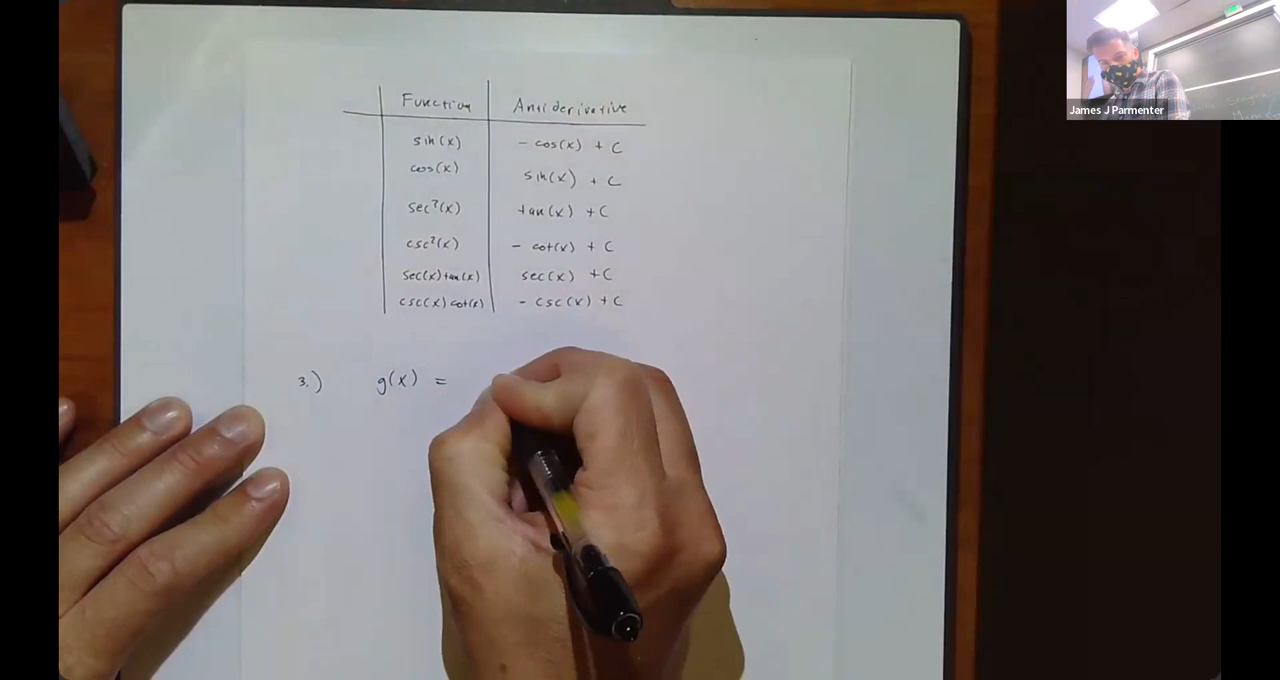 James J Parmenter
Function Antiderivative
sin(x) - cos(x) + C
cos(x) sin(x) + C
sec²(x) tan(x) + C
csc²(x) - cot(x) + C
sec(x)tan(x) sec(x) + C
csc(x)cot(x) - csc(x) + C
3.) g(x) =